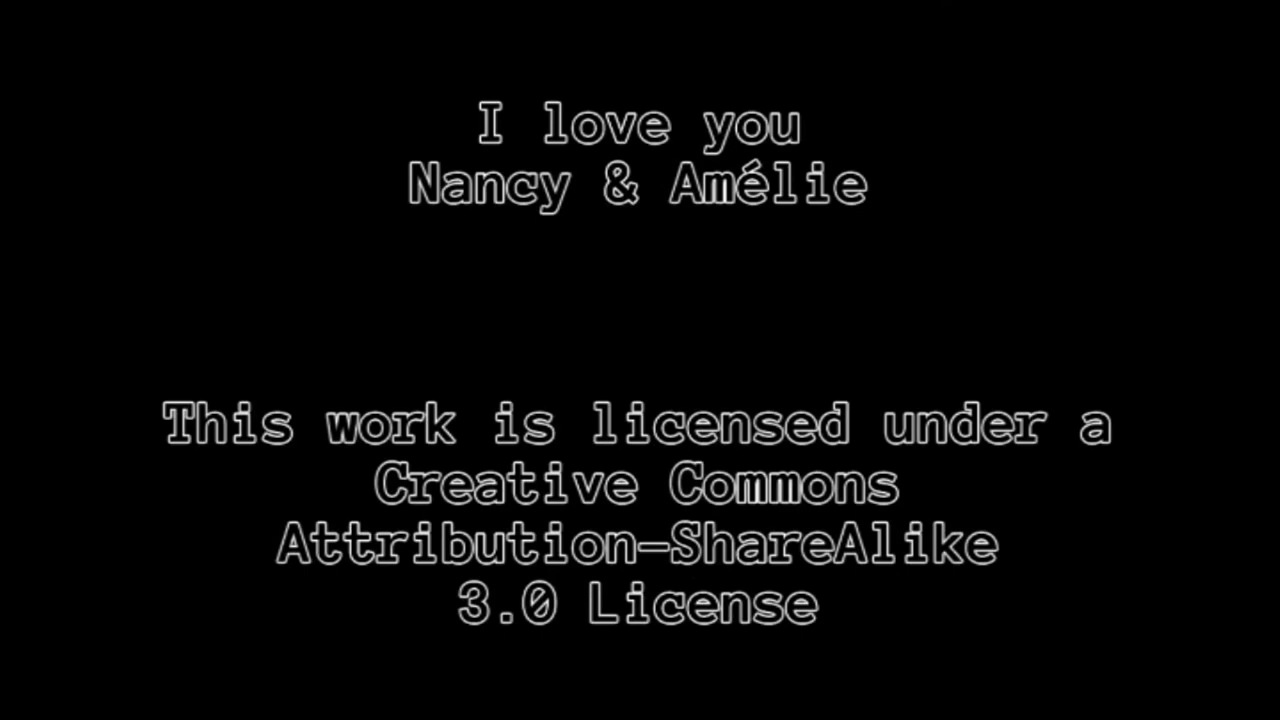 I love you
Nancy & Amélie
This work is licensed under a
Creative Commons
Attribution-ShareAlike
3.0 License